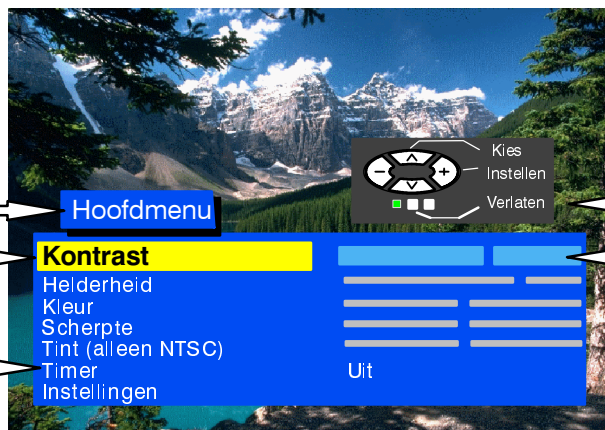 Kies
Instellen
Verlaten
Hoofdmenu
Kontrast
Helderheid
Kleur
Scherpte
Tint (alleen NTSC)
Timer Uit
Instellingen